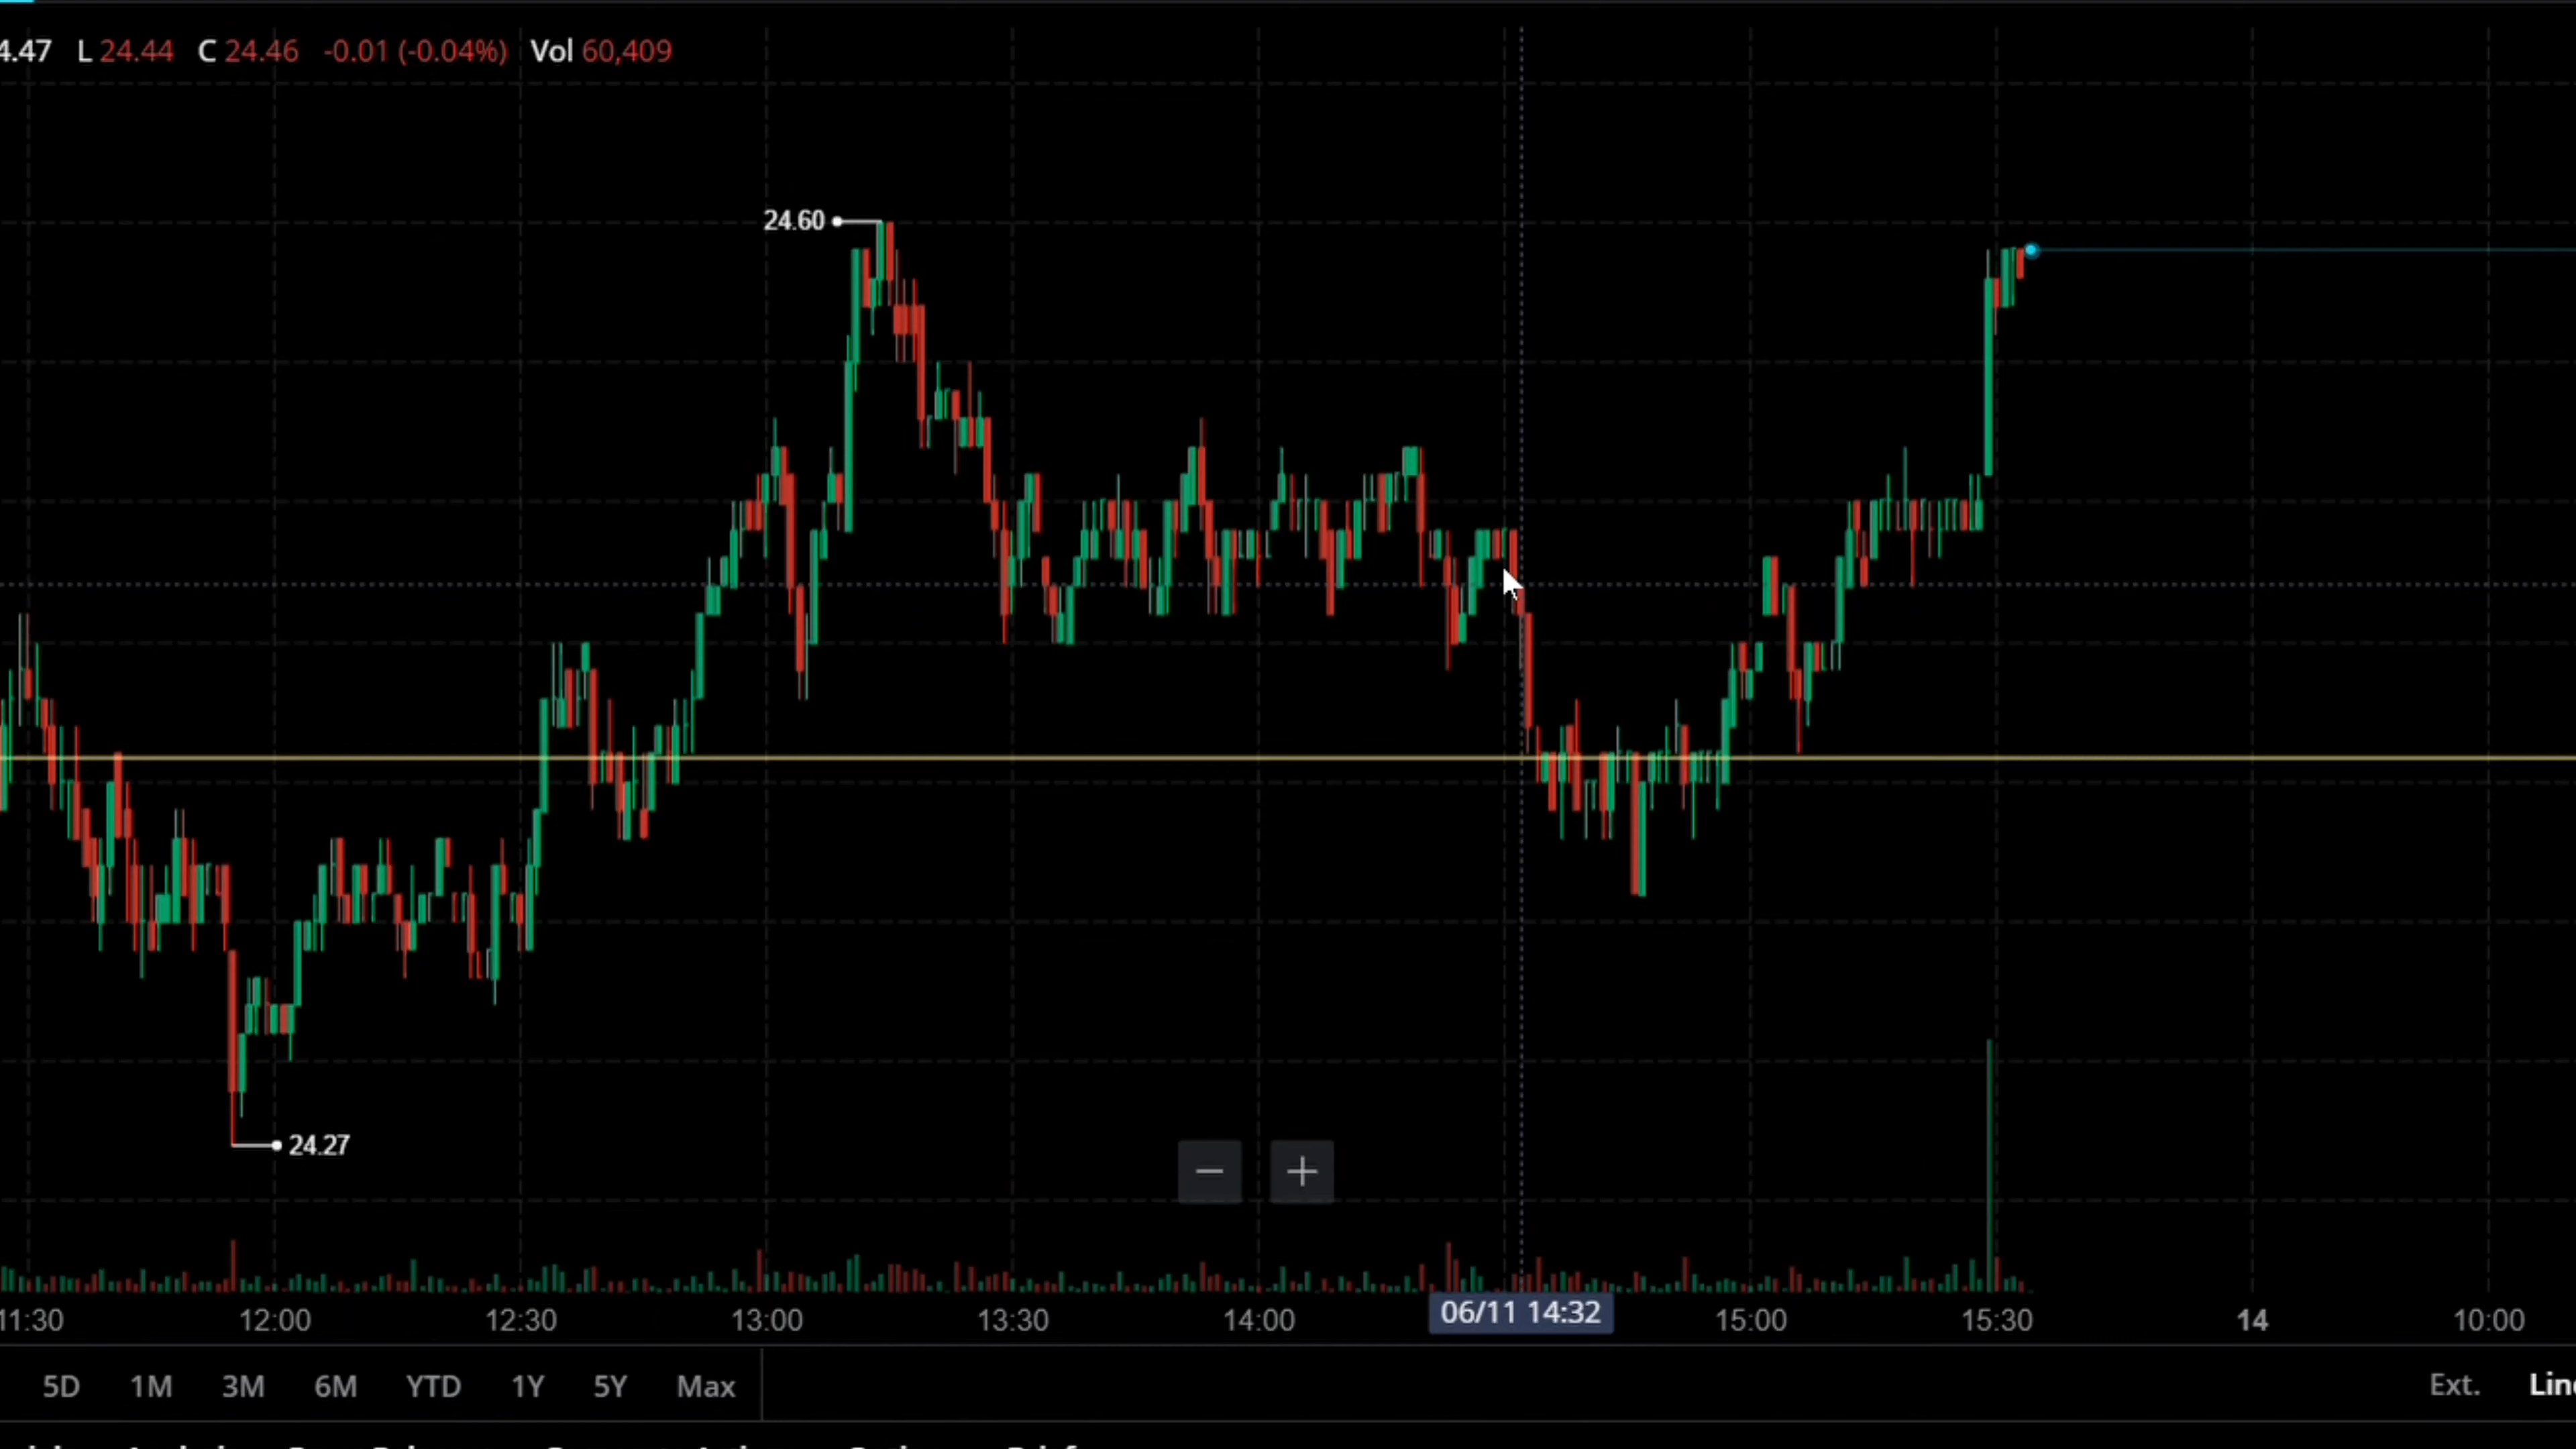 4.47 L 24.44 C 24.46 -0.01 (-0.04%) Vol 60,409
24.60
24.27
11:30 12:00 12:30 13:00 13:30 14:00 06/11 14:32 15:00 15:30 14 10:00
5D 1M 3M 6M YTD 1Y 5Y Max Ext.